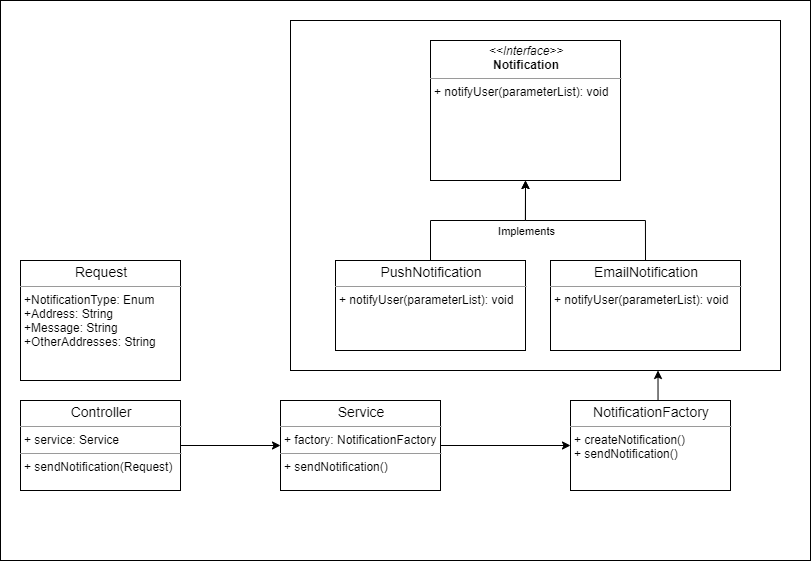 <<Interface>>
Notification
+ notifyUser(parameterList): void
Implements
Request
+NotificationType: Enum
+Address: String
+Message: String
+OtherAddresses: String
PushNotification
+ notifyUser(parameterList): void
EmailNotification
+ notifyUser(parameterList): void
Controller
+ service: Service
+ sendNotification(Request)
Service
+ factory: NotificationFactory
+ sendNotification()
NotificationFactory
+ createNotification()
+ sendNotification()